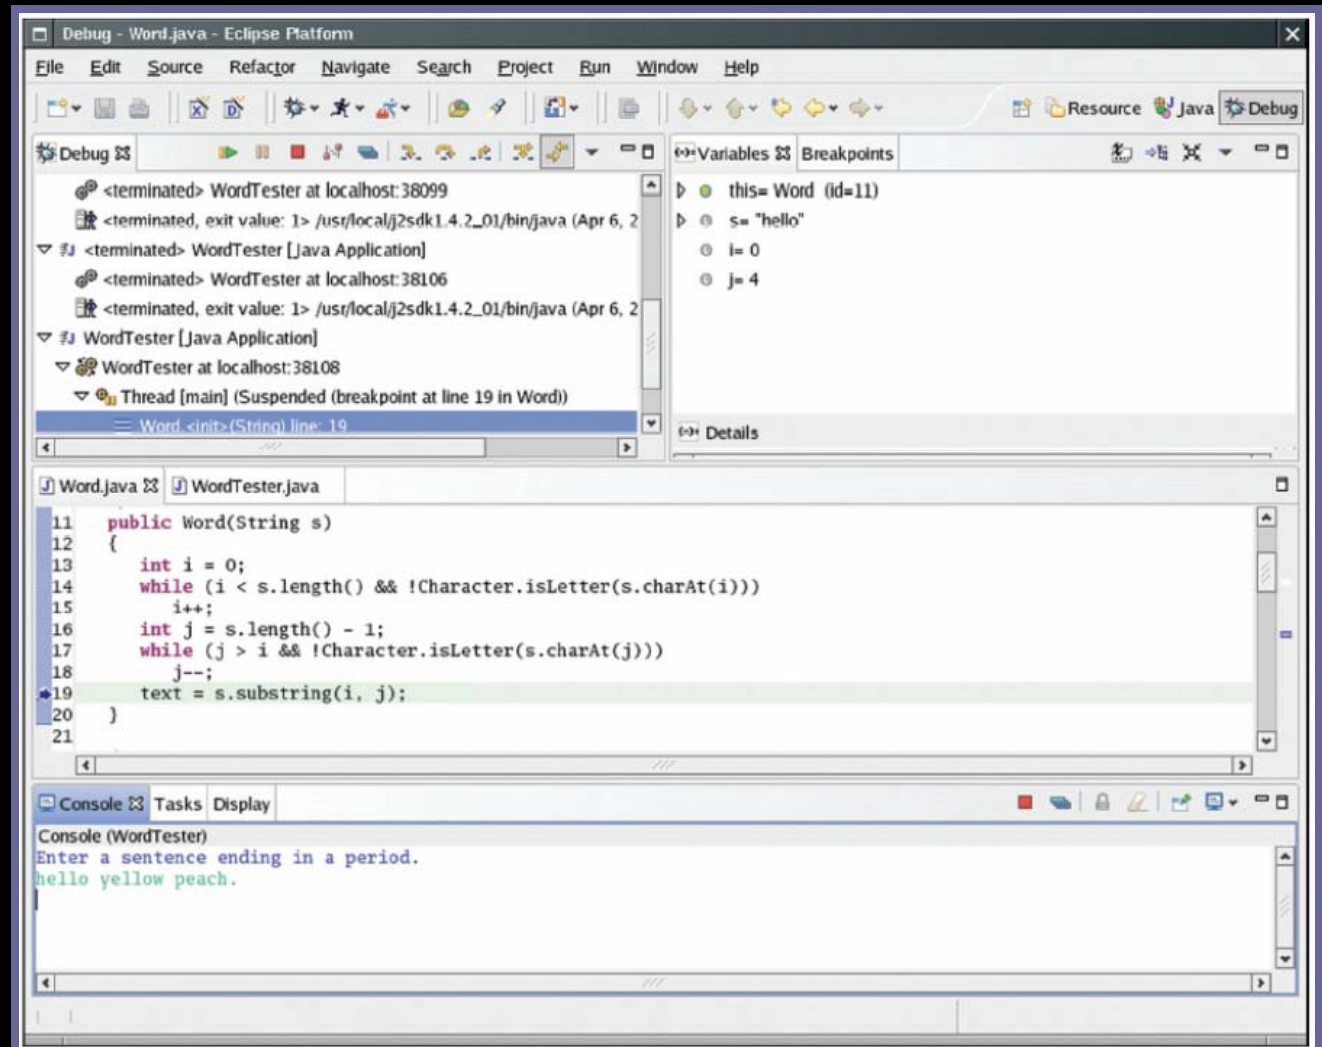 Debug - Word.java - Eclipse Platform
File Edit Source Refactor Navigate Search Project Run Window Help
Resource Java Debug
Debug
<terminated> WordTester at localhost:38099
<terminated, exit value: 1> /usr/local/j2sdk1.4.2_01/bin/java (Apr 6, 2
<terminated> WordTester [Java Application]
<terminated> WordTester at localhost:38106
<terminated, exit value: 1> /usr/local/j2sdk1.4.2_01/bin/java (Apr 6, 2
WordTester [Java Application]
WordTester at localhost:38108
Thread [main] (Suspended (breakpoint at line 19 in Word))
Word.<init>(String) line: 19
Variables Breakpoints
this= Word (id=11)
s= "hello"
i= 0
j= 4
Details
Word.java WordTester.java
11 public Word(String s)
12 {
13 int i = 0;
14 while (i < s.length() && !Character.isLetter(s.charAt(i)))
15 i++;
16 int j = s.length() - 1;
17 while (j > i && !Character.isLetter(s.charAt(j)))
18 j--;
19 text = s.substring(i, j);
20 }
21
Console Tasks Display
Console (WordTester)
Enter a sentence ending in a period.
hello yellow peach.